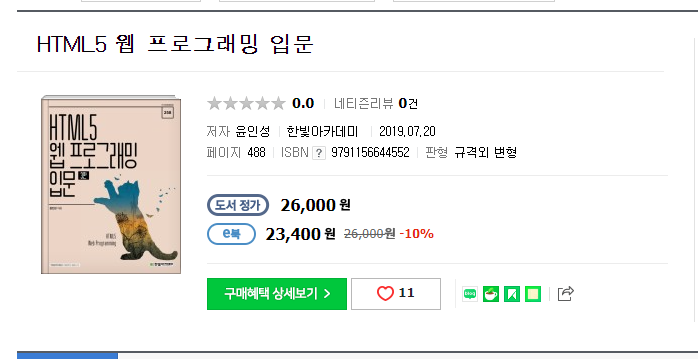 HTML5 웹 프로그래밍 입문
HTML5
웹 프로그래밍
입문
HTML5
Web Programming
0.0 네티즌리뷰 0건
저자 윤인성 한빛아카데미 2019.07.20
페이지 488 ISBN ? 9791156644552 판형 규격외 변형
도서 정가 26,000 원
e북 23,400 원 26,000원 -10%
구매혜택 상세보기 >
11
blog